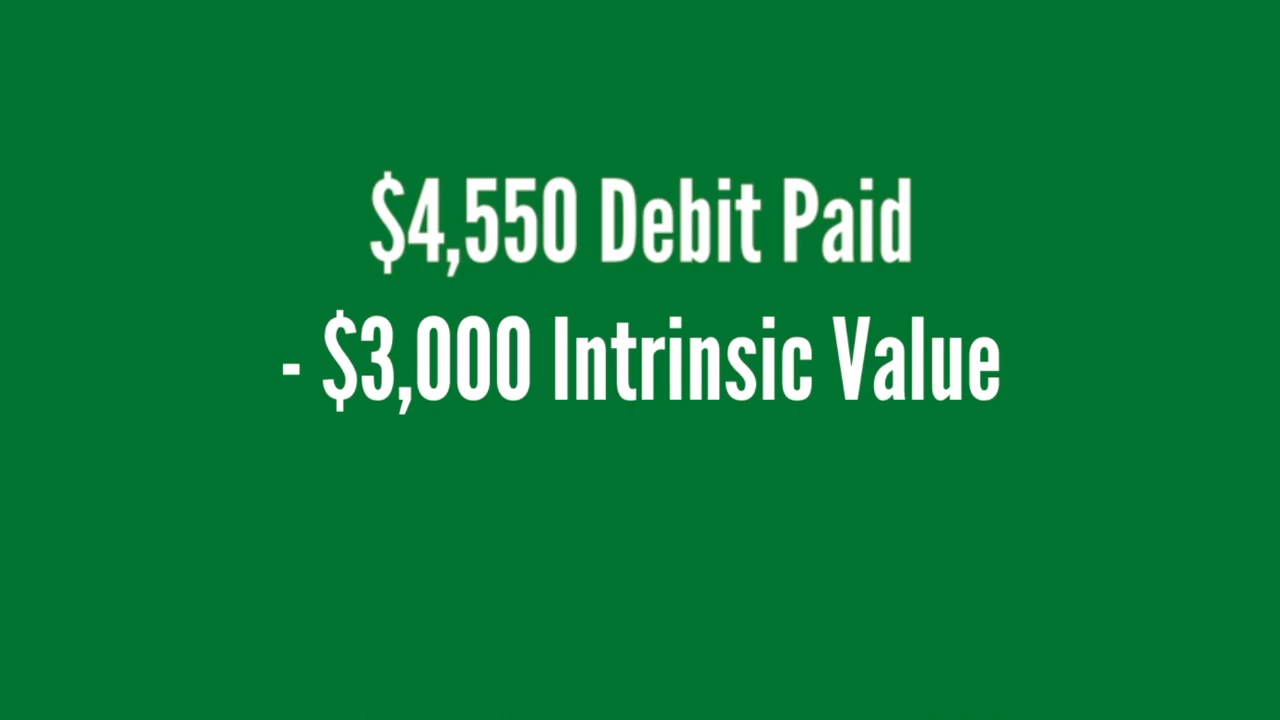 $4,550 Debit Paid
- $3,000 Intrinsic Value